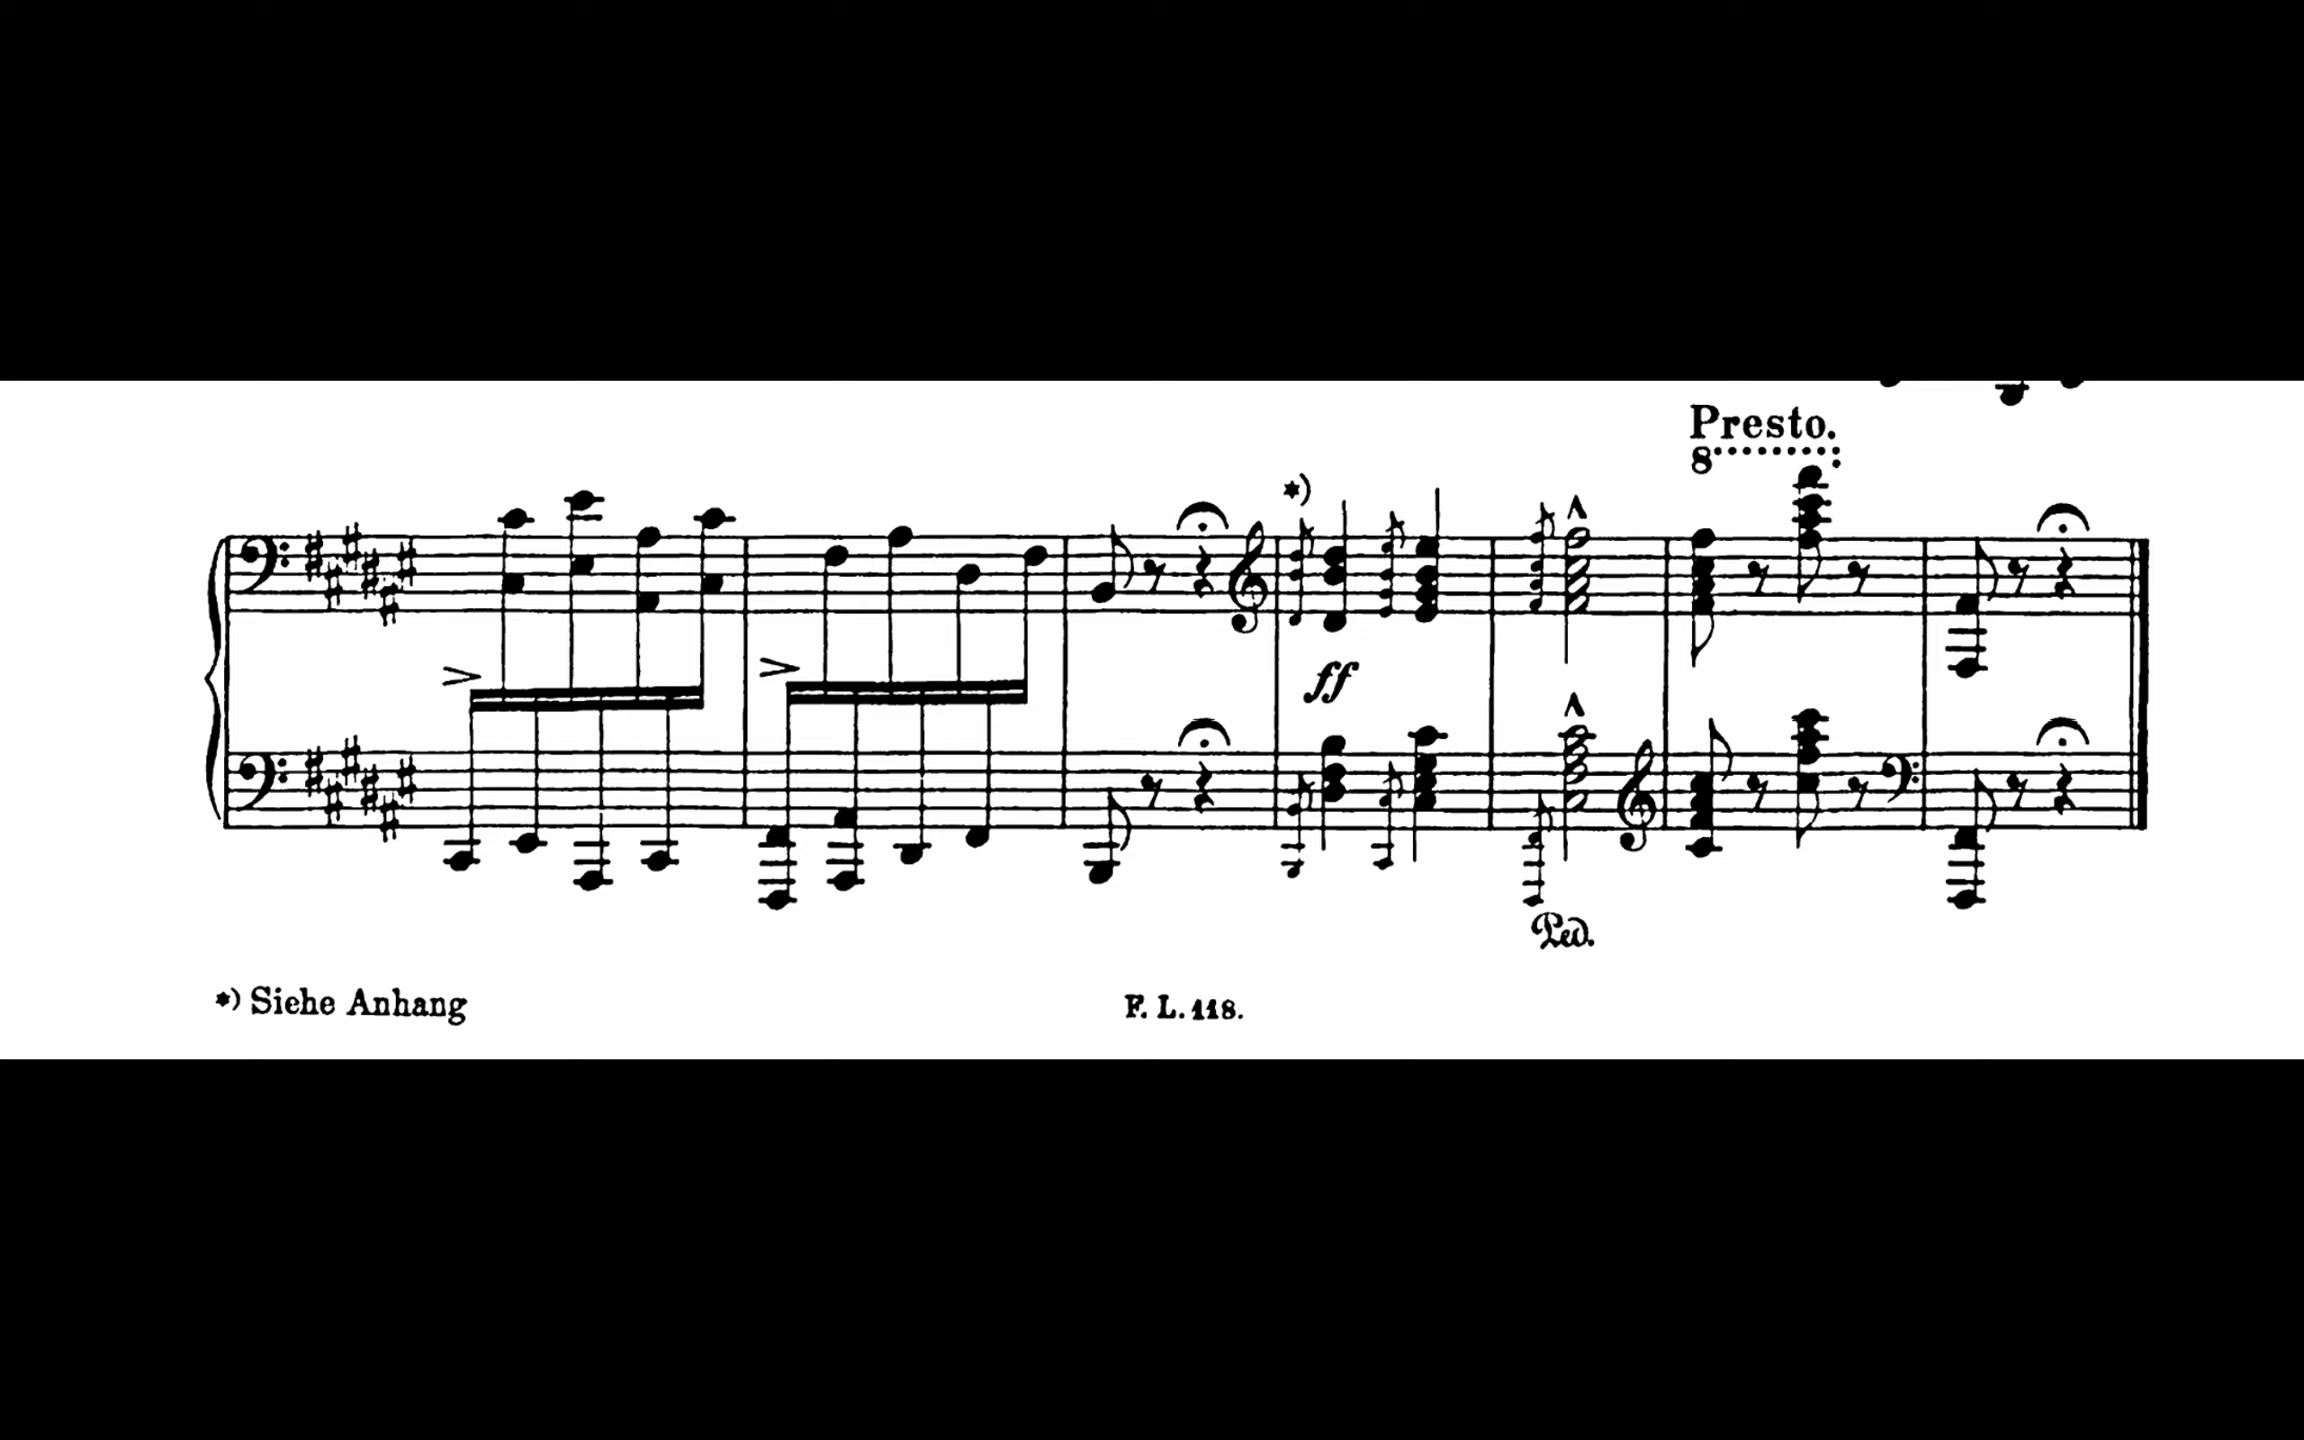 Presto.
8
*)
ff
Ped.
*) Siehe Anhang
F. L. 118.